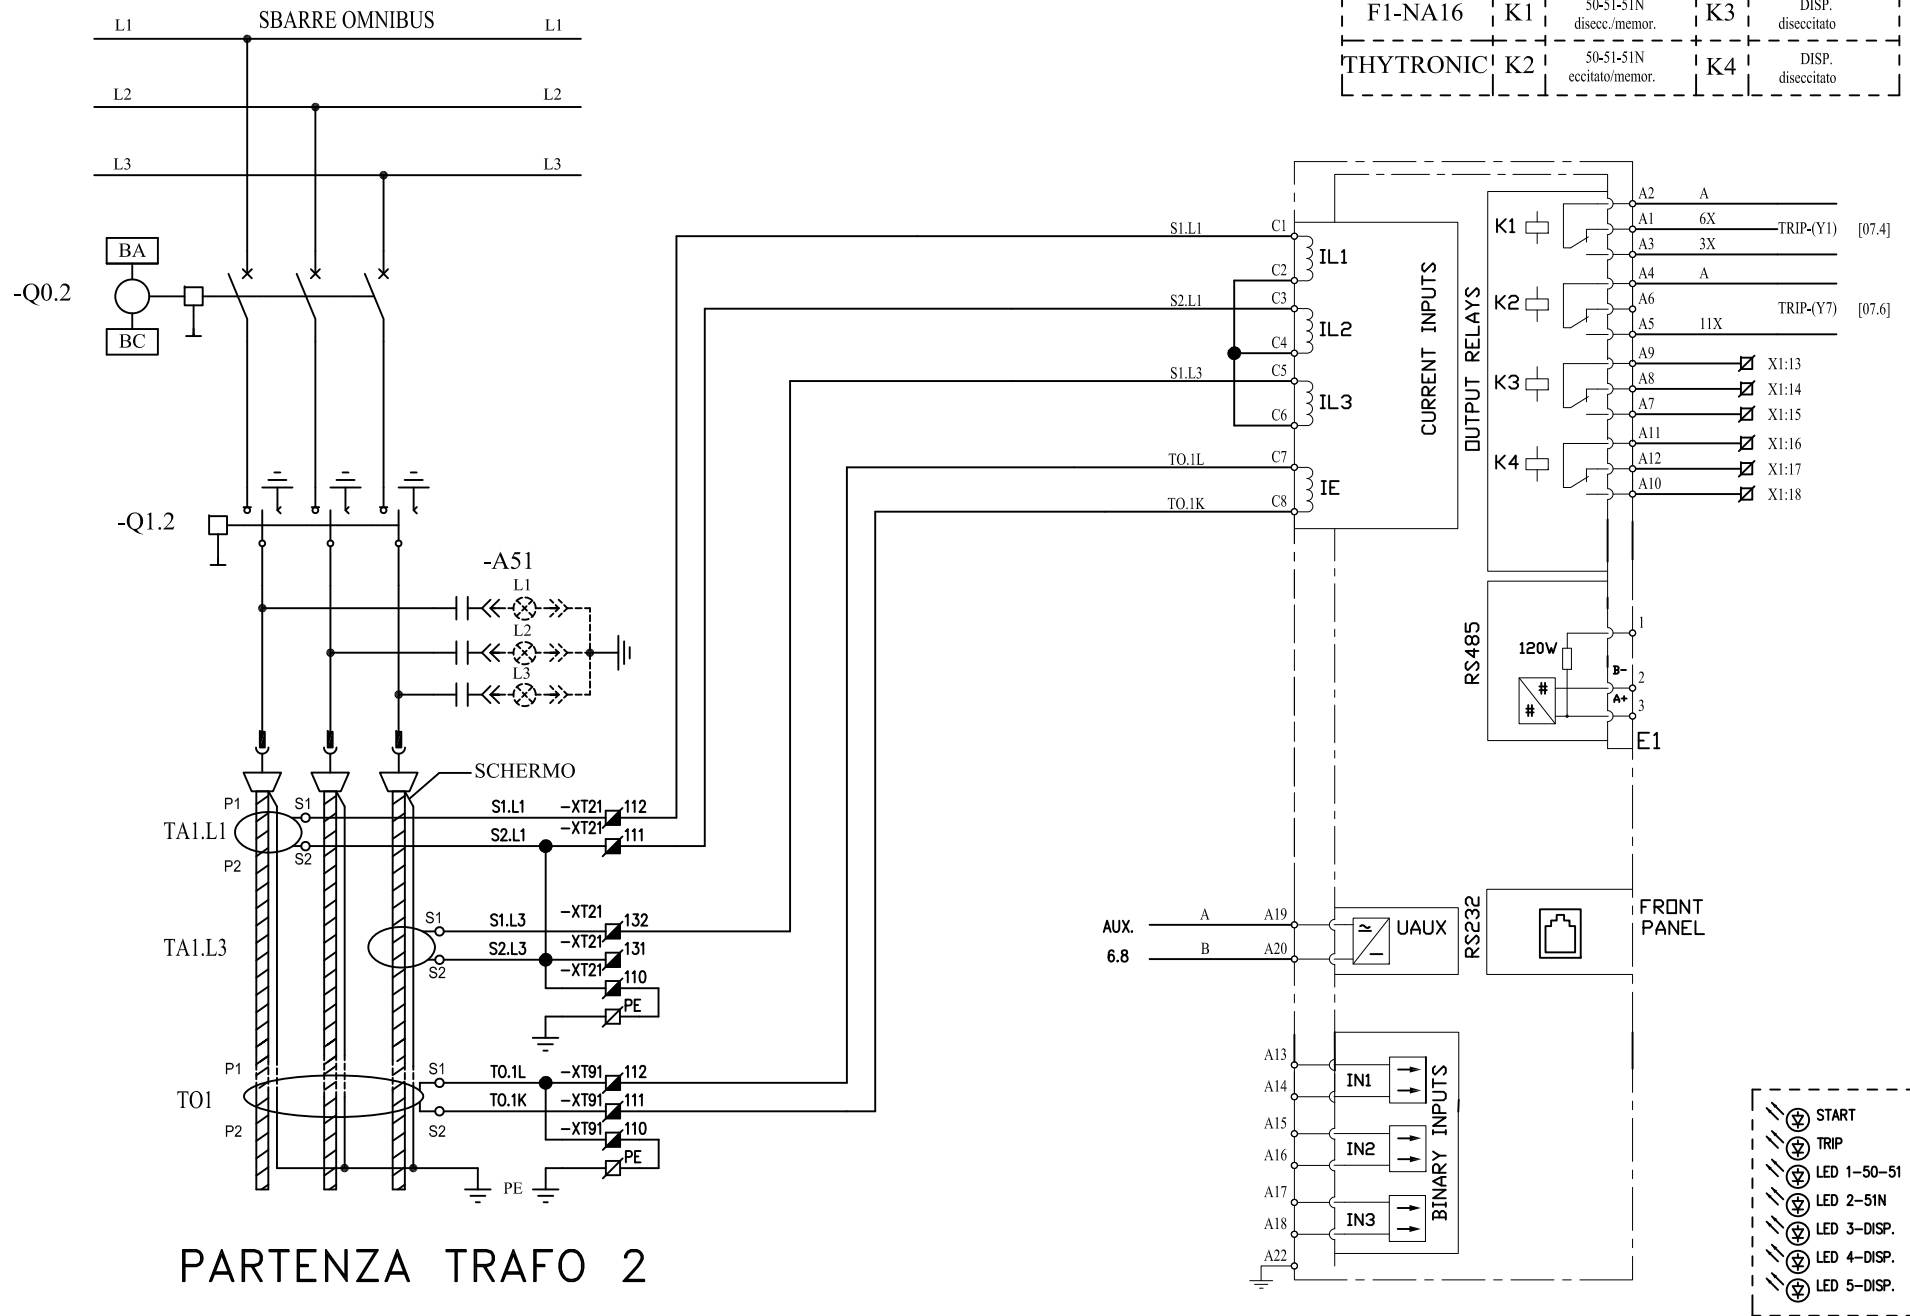 SBARRE OMNIBUS
L1 L1
L2 L2
L3 L3
F1-NA16 K1 50-51-51N disecc./memor. K3 DISP. diseccitato
THYTRONIC K2 50-51-51N eccitato/memor. K4 DISP. diseccitato
BA
-Q0.2
BC
-Q1.2
-A51
L1
L2
L3
SCHERMO
P1 S1 S1.L1 -XT21 112
TA1.L1
S2 S2.L1 -XT21 111
P2
S1 S1.L3 -XT21 132
TA1.L3
S2 S2.L3 -XT21 131
-XT21 110
PE
P1 S1 TO.1L -XT91 112
TO1
TO.1K -XT91 111
P2 S2 -XT91 110
PE
PE
PARTENZA TRAFO 2
S1.L1 C1
IL1
C2
S2.L1 C3
IL2
C4
S1.L3 C5
IL3
C6
TO.1L C7
IE
TO.1K C8
CURRENT INPUTS
OUTPUT RELAYS
K1
A2 A
A1 6X TRIP-(Y1) [07.4]
A3 3X
K2
A4 A
A6 TRIP-(Y7) [07.6]
A5 11X
K3
A9 X1:13
A8 X1:14
A7 X1:15
K4
A11 X1:16
A12 X1:17
A10 X1:18
RS485
120W
1
B- 2
A+ 3
# #
E1
AUX. A A19
UAUX
6.8 B A20
RS232
FRONT
PANEL
A13
IN1
A14
A15
IN2
A16
A17
IN3
A18
A22
BINARY INPUTS
START
TRIP
LED 1-50-51
LED 2-51N
LED 3-DISP.
LED 4-DISP.
LED 5-DISP.